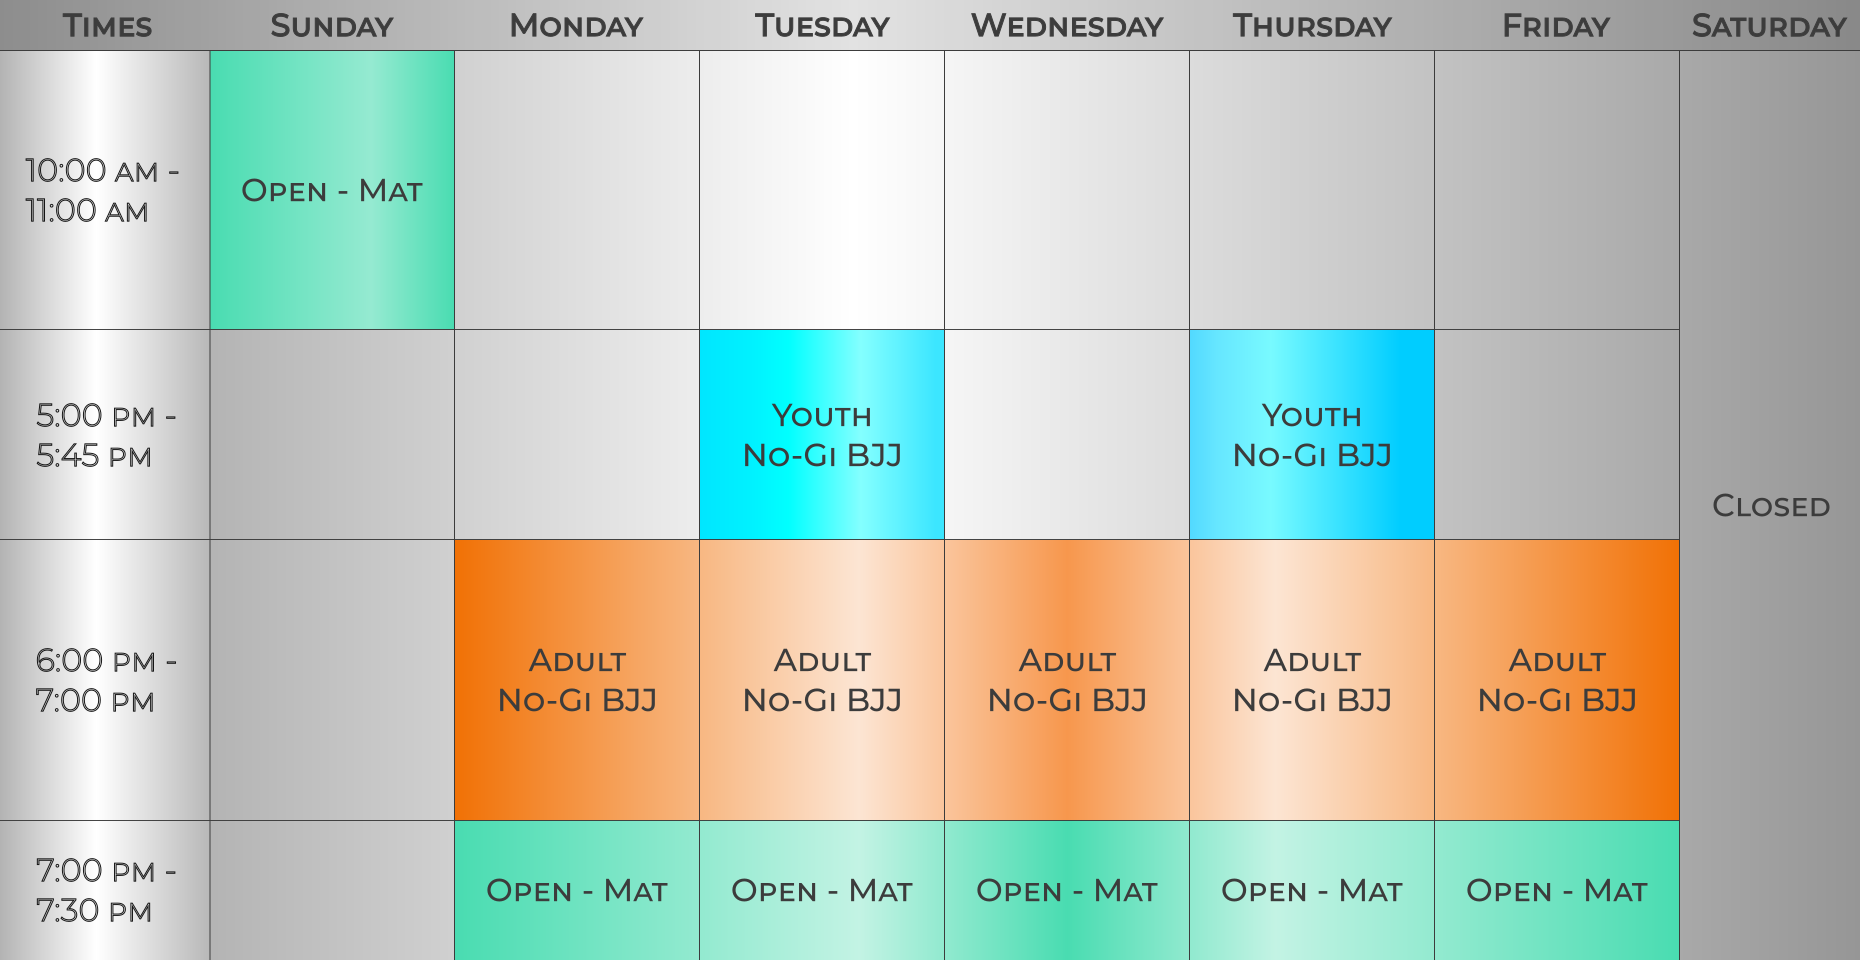 Times Sunday Monday Tuesday Wednesday Thursday Friday Saturday
10:00 am -
11:00 am
Open - Mat
5:00 pm -
5:45 pm
Youth
No-Gi BJJ
Youth
No-Gi BJJ
Closed
6:00 pm -
7:00 pm
Adult
No-Gi BJJ
Adult
No-Gi BJJ
Adult
No-Gi BJJ
Adult
No-Gi BJJ
Adult
No-Gi BJJ
7:00 pm -
7:30 pm
Open - Mat
Open - Mat
Open - Mat
Open - Mat
Open - Mat